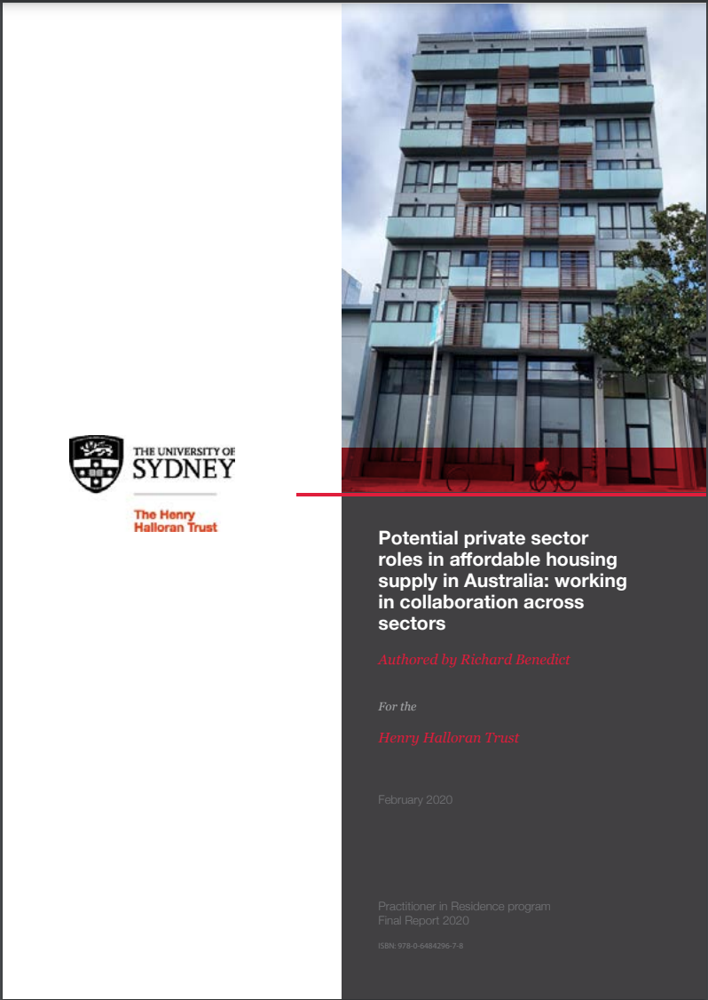 THE UNIVERSITY OF
SYDNEY
The Henry
Halloran Trust
Potential private sector
roles in affordable housing
supply in Australia: working
in collaboration across
sectors
Authored by Richard Benedict
For the
Henry Halloran Trust
February 2020
Practitioner in Residence program
Final Report 2020
ISBN: 978-0-6484296-7-8